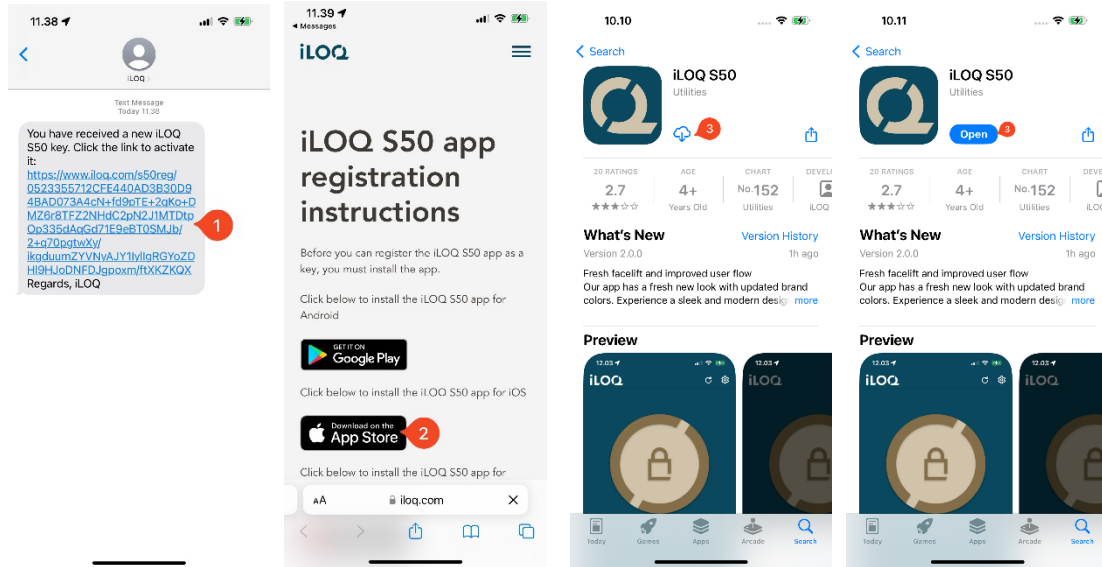 11.38
iLOQ
Text Message
Today 11.38
You have received a new iLOQ
S50 key. Click the link to activate
it:
https://www.iloq.com/s50reg/
0523355712CFE440AD3B30D9
4BAD073A4cN+fd9pTE+2qKo+D
MZ6r8TFZ2NHdC2pN2J1MTDtp
Op335dAqGd71E9eBT0SMJb/
2+q70pgtwXy/
ikgduumZYVNyAJY1IylIgRGYoZD
HI9HJoDNFDJgpoxm/ftXKZKQX
Regards, iLOQ
1
11.39
Messages
iLOQ
iLOQ S50 app
registration
instructions
Before you can register the iLOQ S50 app as a
key, you must install the app.
Click below to install the iLOQ S50 app for
Android
GET IT ON
Google Play
Click below to install the iLOQ S50 app for iOS
Download on the
App Store
2
Click below to install the iLOQ S50 app for
AA
iloq.com
10.10
Search
iLOQ S50
Utilities
3
20 RATINGS
AGE
CHART
DEVEL
2.7
4+
No.152
Years Old
Utilities
iLOQ
What's New
Version History
Version 2.0.0
1h ago
Fresh facelift and improved user flow
Our app has a fresh new look with updated brand
colors. Experience a sleek and modern desig more
Preview
12.03
iLOQ
12.03
iLOQ
Today
Games
Apps
Arcade
Search
10.11
Search
iLOQ S50
Utilities
Open
3
20 RATINGS
AGE
CHART
DEVE
2.7
4+
No.152
Years Old
Utilities
iLO
What's New
Version History
Version 2.0.0
1h ago
Fresh facelift and improved user flow
Our app has a fresh new look with updated brand
colors. Experience a sleek and modern desig more
Preview
12.03
iLOQ
12.03
iLOQ
Today
Games
Apps
Arcade
Search